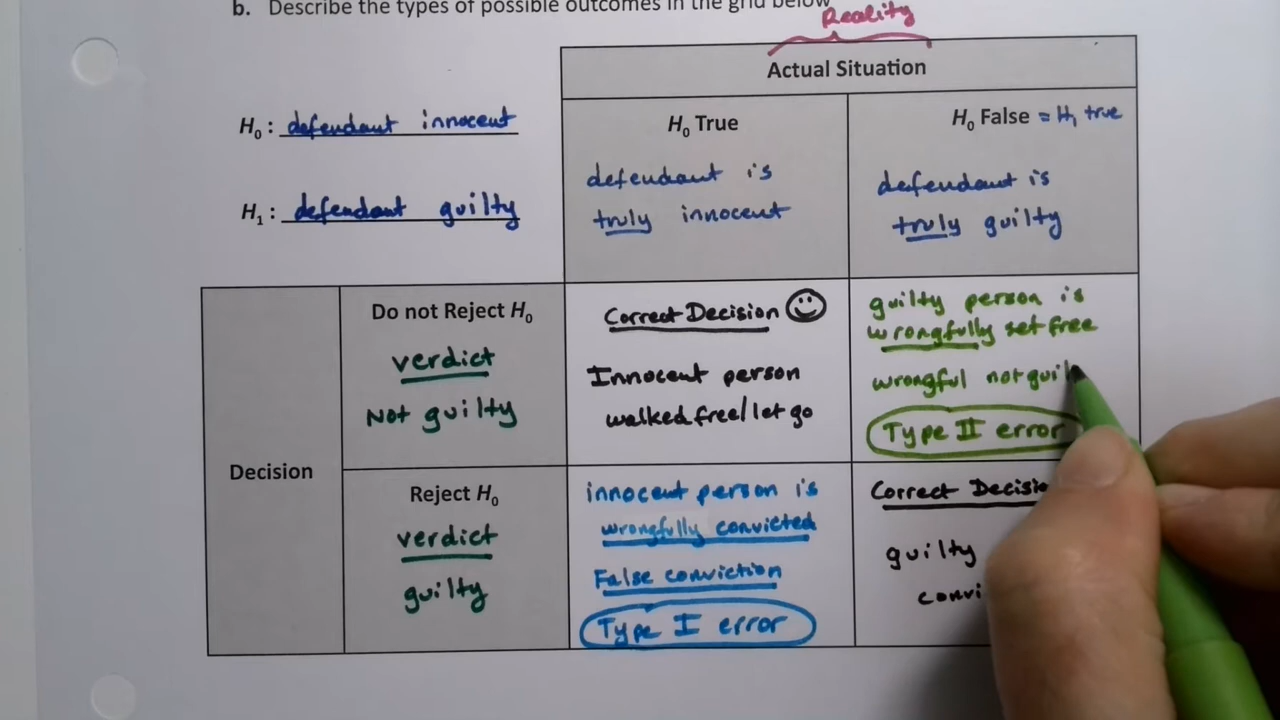 b. Describe the types of possible outcomes in the grid below
Reality
Actual Situation
H₀ : defendant innocent
H₁ : defendant guilty
H₀ True
defendant is
truly innocent
H₀ False = H₁ true
defendant is
truly guilty
Decision
Do not Reject H₀
verdict
Not guilty
Correct Decision
Innocent person
walked free/let go
guilty person is
wrongfully set free
wrongful not
Type II error
Reject H₀
verdict
guilty
innocent person is
wrongfully convicted
False conviction
Type I error
Correct
guilty